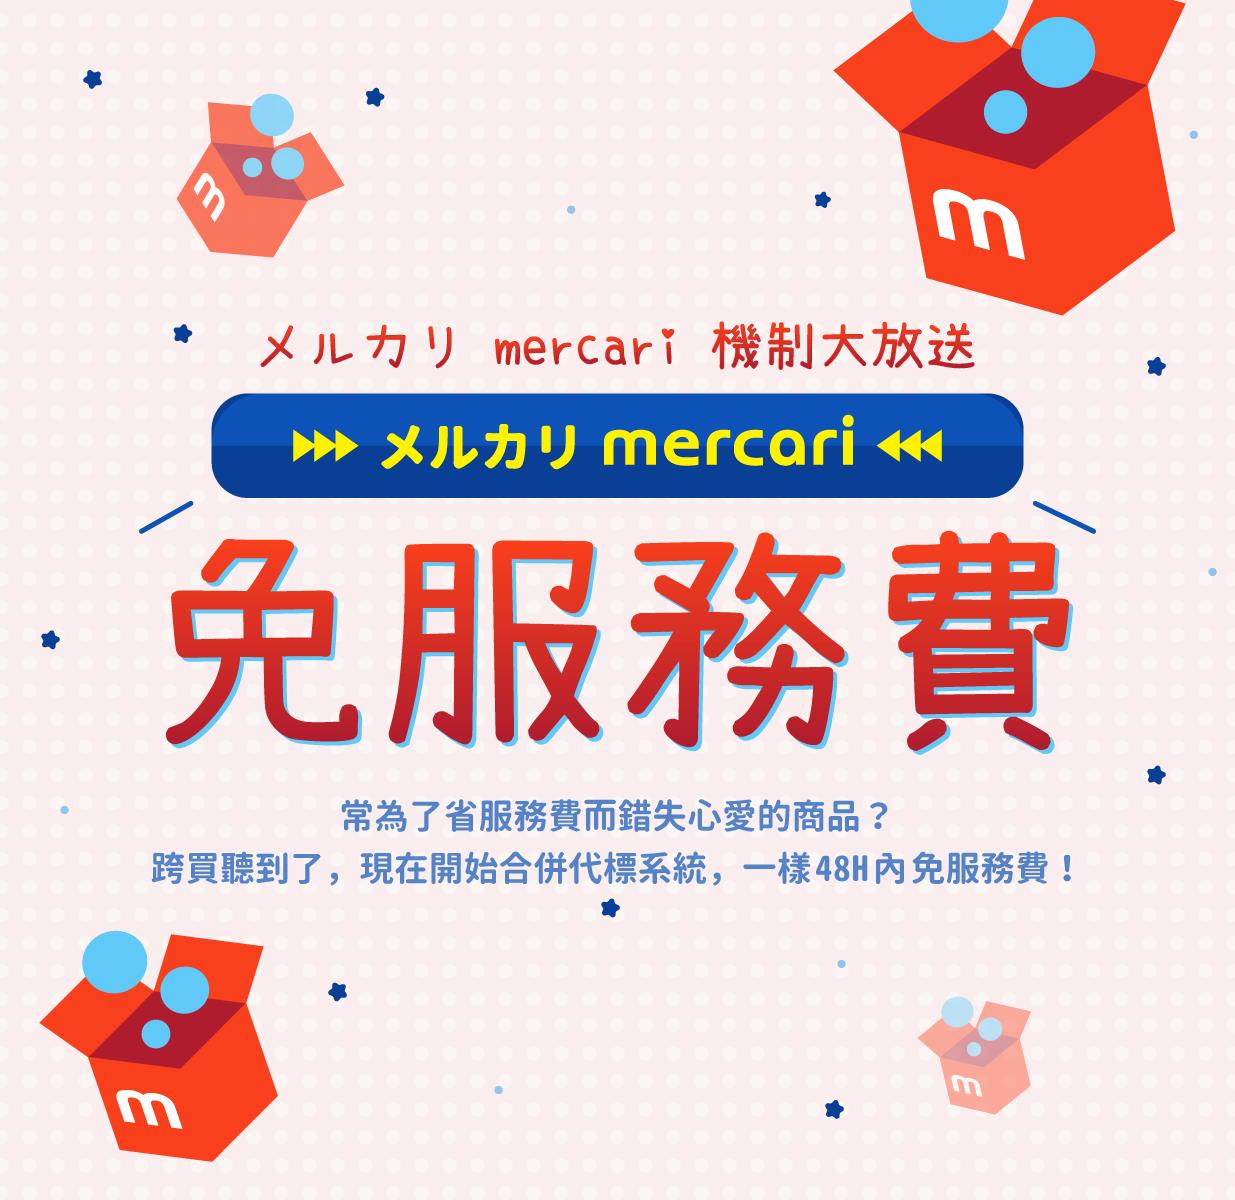 m
m
メルカリ mercari 機制大放送
メルカリ mercari
免服務費
常為了省服務費而錯失心愛的商品？
跨買聽到了，現在開始合併代標系統，一樣48H內免服務費！
m
m